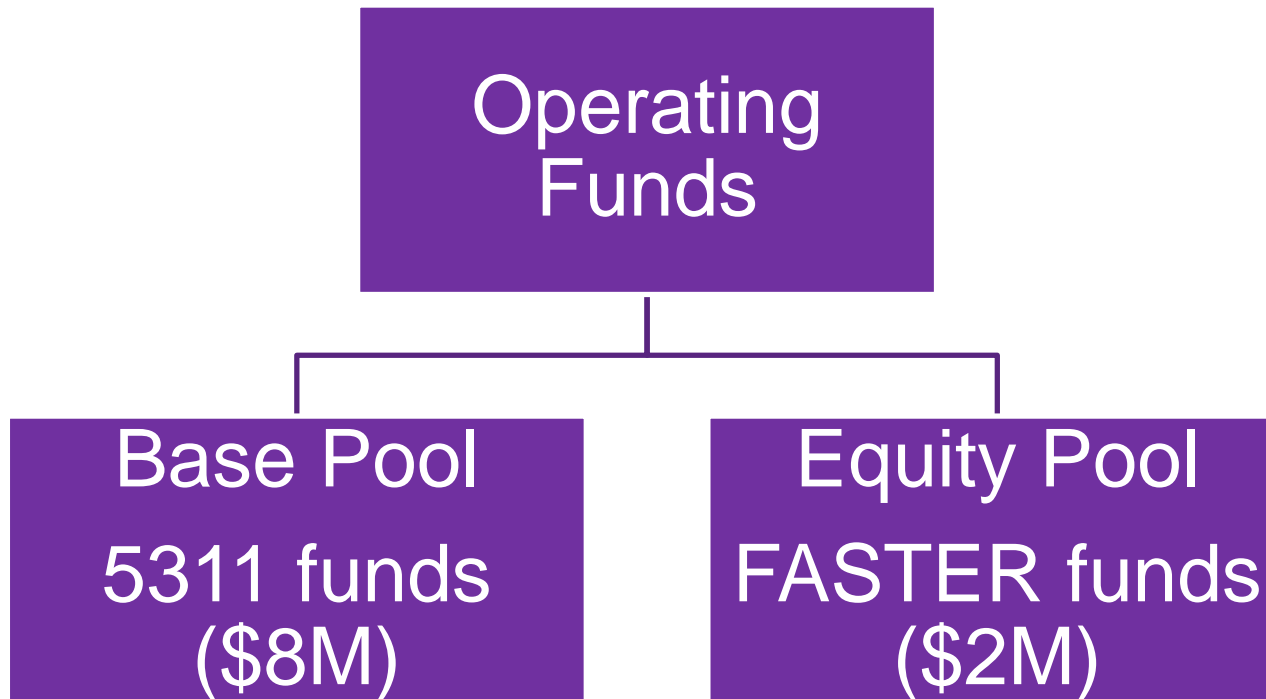 Operating
Funds
Base Pool
5311 funds
($8M)
Equity Pool
FASTER funds
($2M)